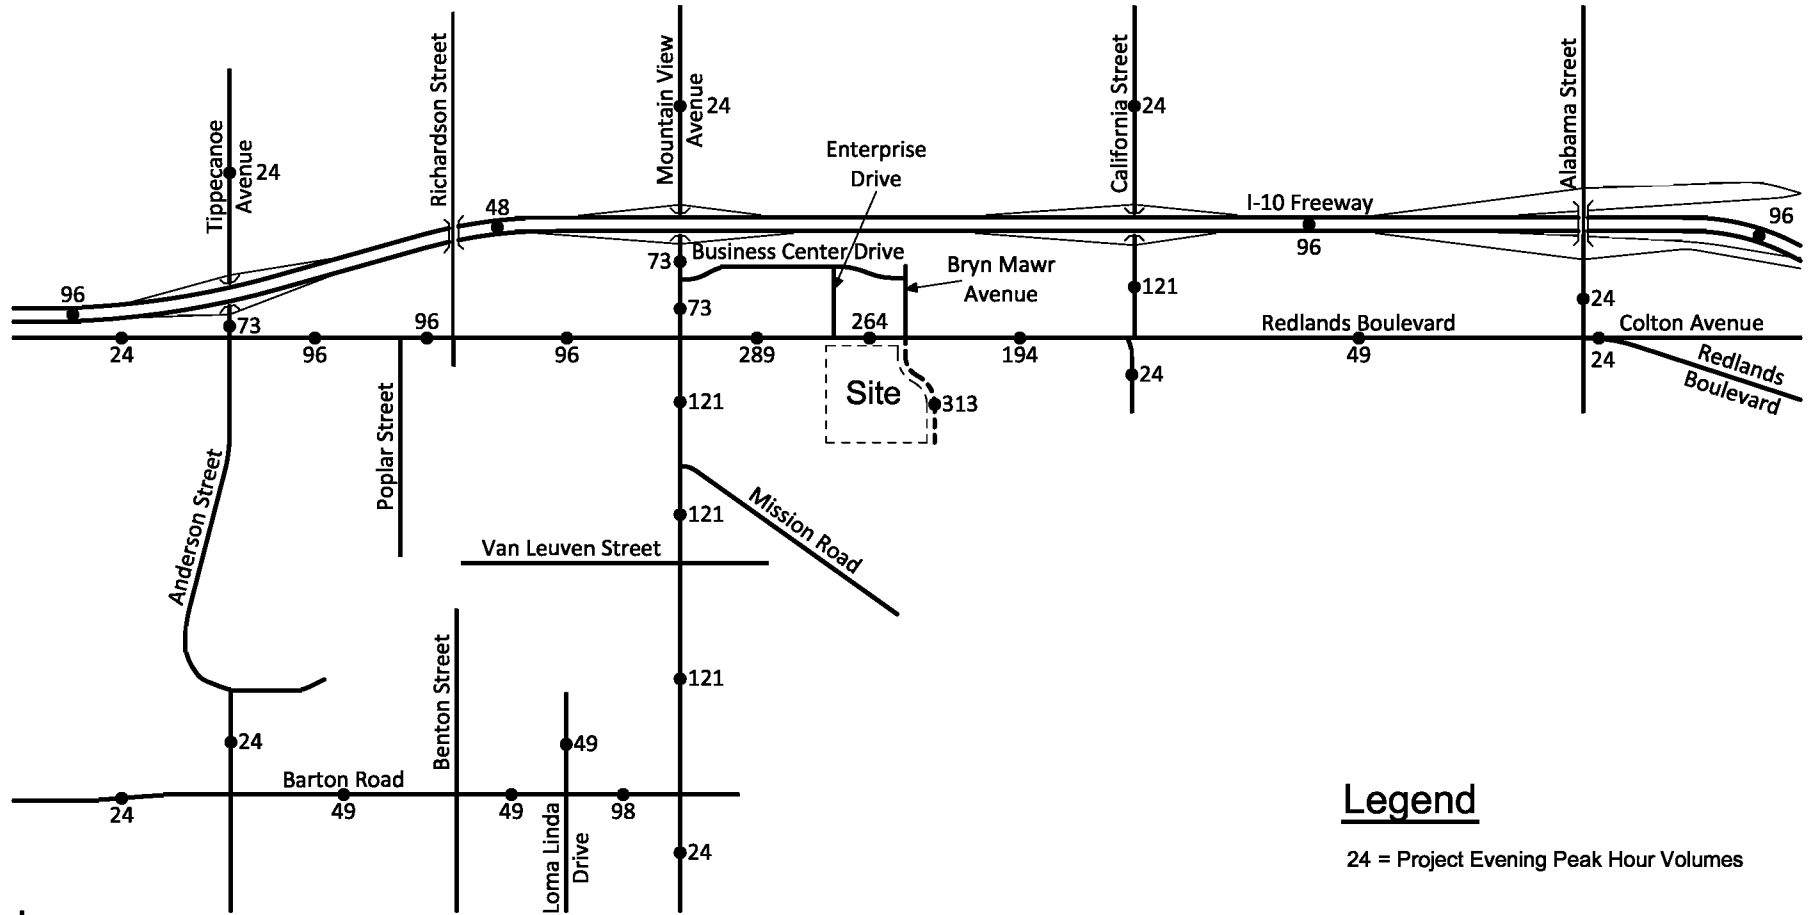 Tippecanoe
Avenue
24
Richardson Street
Mountain View
Avenue
24
California Street
24
Alabama Street
Enterprise
Drive
I-10 Freeway
48
96
96
96
Business Center Drive
73
Bryn Mawr
Avenue
121
24
73
73
24
96
96
96
289
264
194
Redlands Boulevard
49
Colton Avenue
24
Redlands
Boulevard
Site
313
24
121
Poplar Street
Anderson Street
121
Mission Road
Van Leuven Street
121
Benton Street
24
49
Barton Road
24
49
49
98
Loma Linda
Drive
24
Legend
24 = Project Evening Peak Hour Volumes